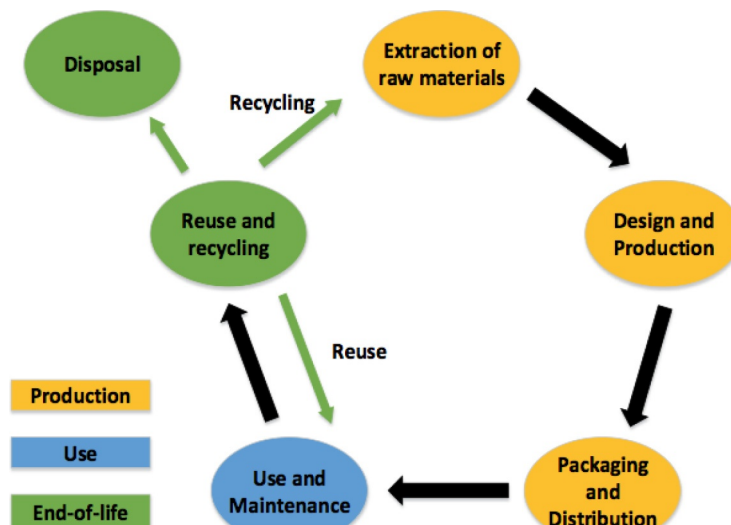 Disposal
Extraction of
raw materials
Recycling
Reuse and
recycling
Design and
Production
Reuse
Production
Use
End-of-life
Use and
Maintenance
Packaging
and
Distribution